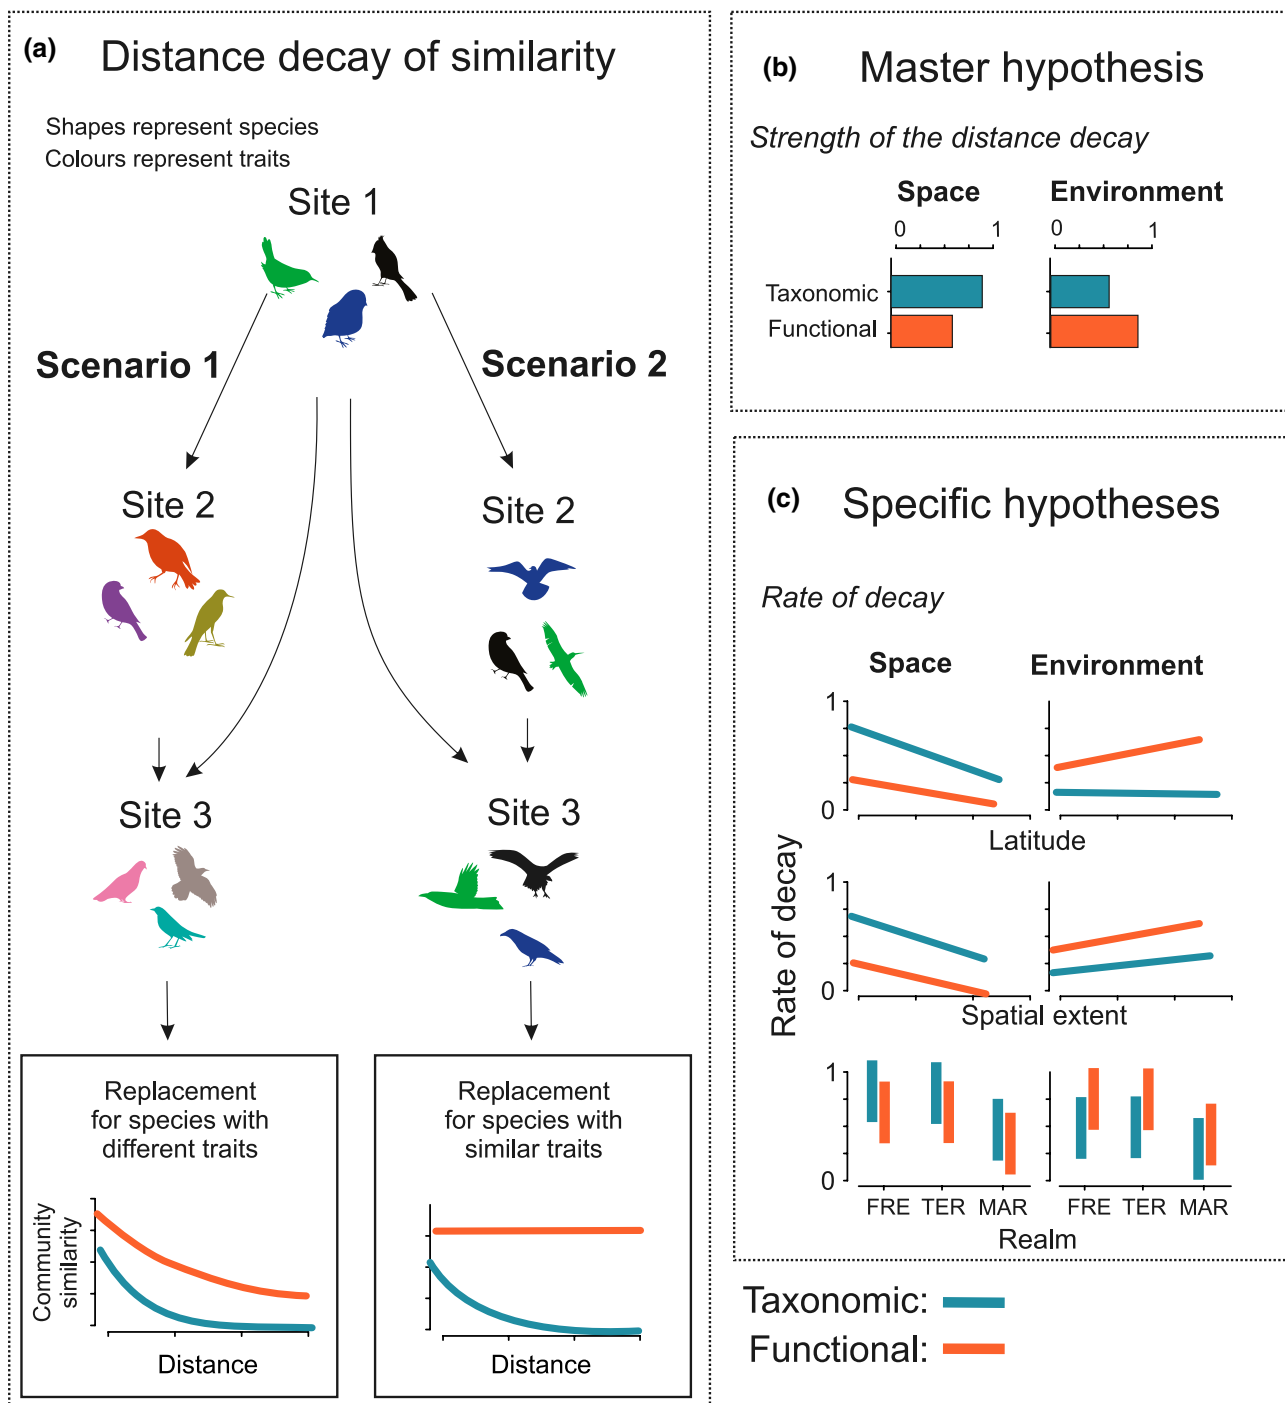 (a) Distance decay of similarity
Shapes represent species
Colours represent traits
Site 1
Scenario 1
Scenario 2
Site 2
Site 2
Site 3
Site 3
Replacement
for species with
different traits
Community
similarity
Distance
Replacement
for species with
similar traits
Distance
(b) Master hypothesis
Strength of the distance decay
Space Environment
0 1 0 1
Taxonomic
Functional
(c) Specific hypotheses
Rate of decay
Space Environment
Rate of decay
1
0
Latitude
1
0
Spatial extent
1
0
FRE TER MAR FRE TER MAR
Realm
Taxonomic:
Functional: